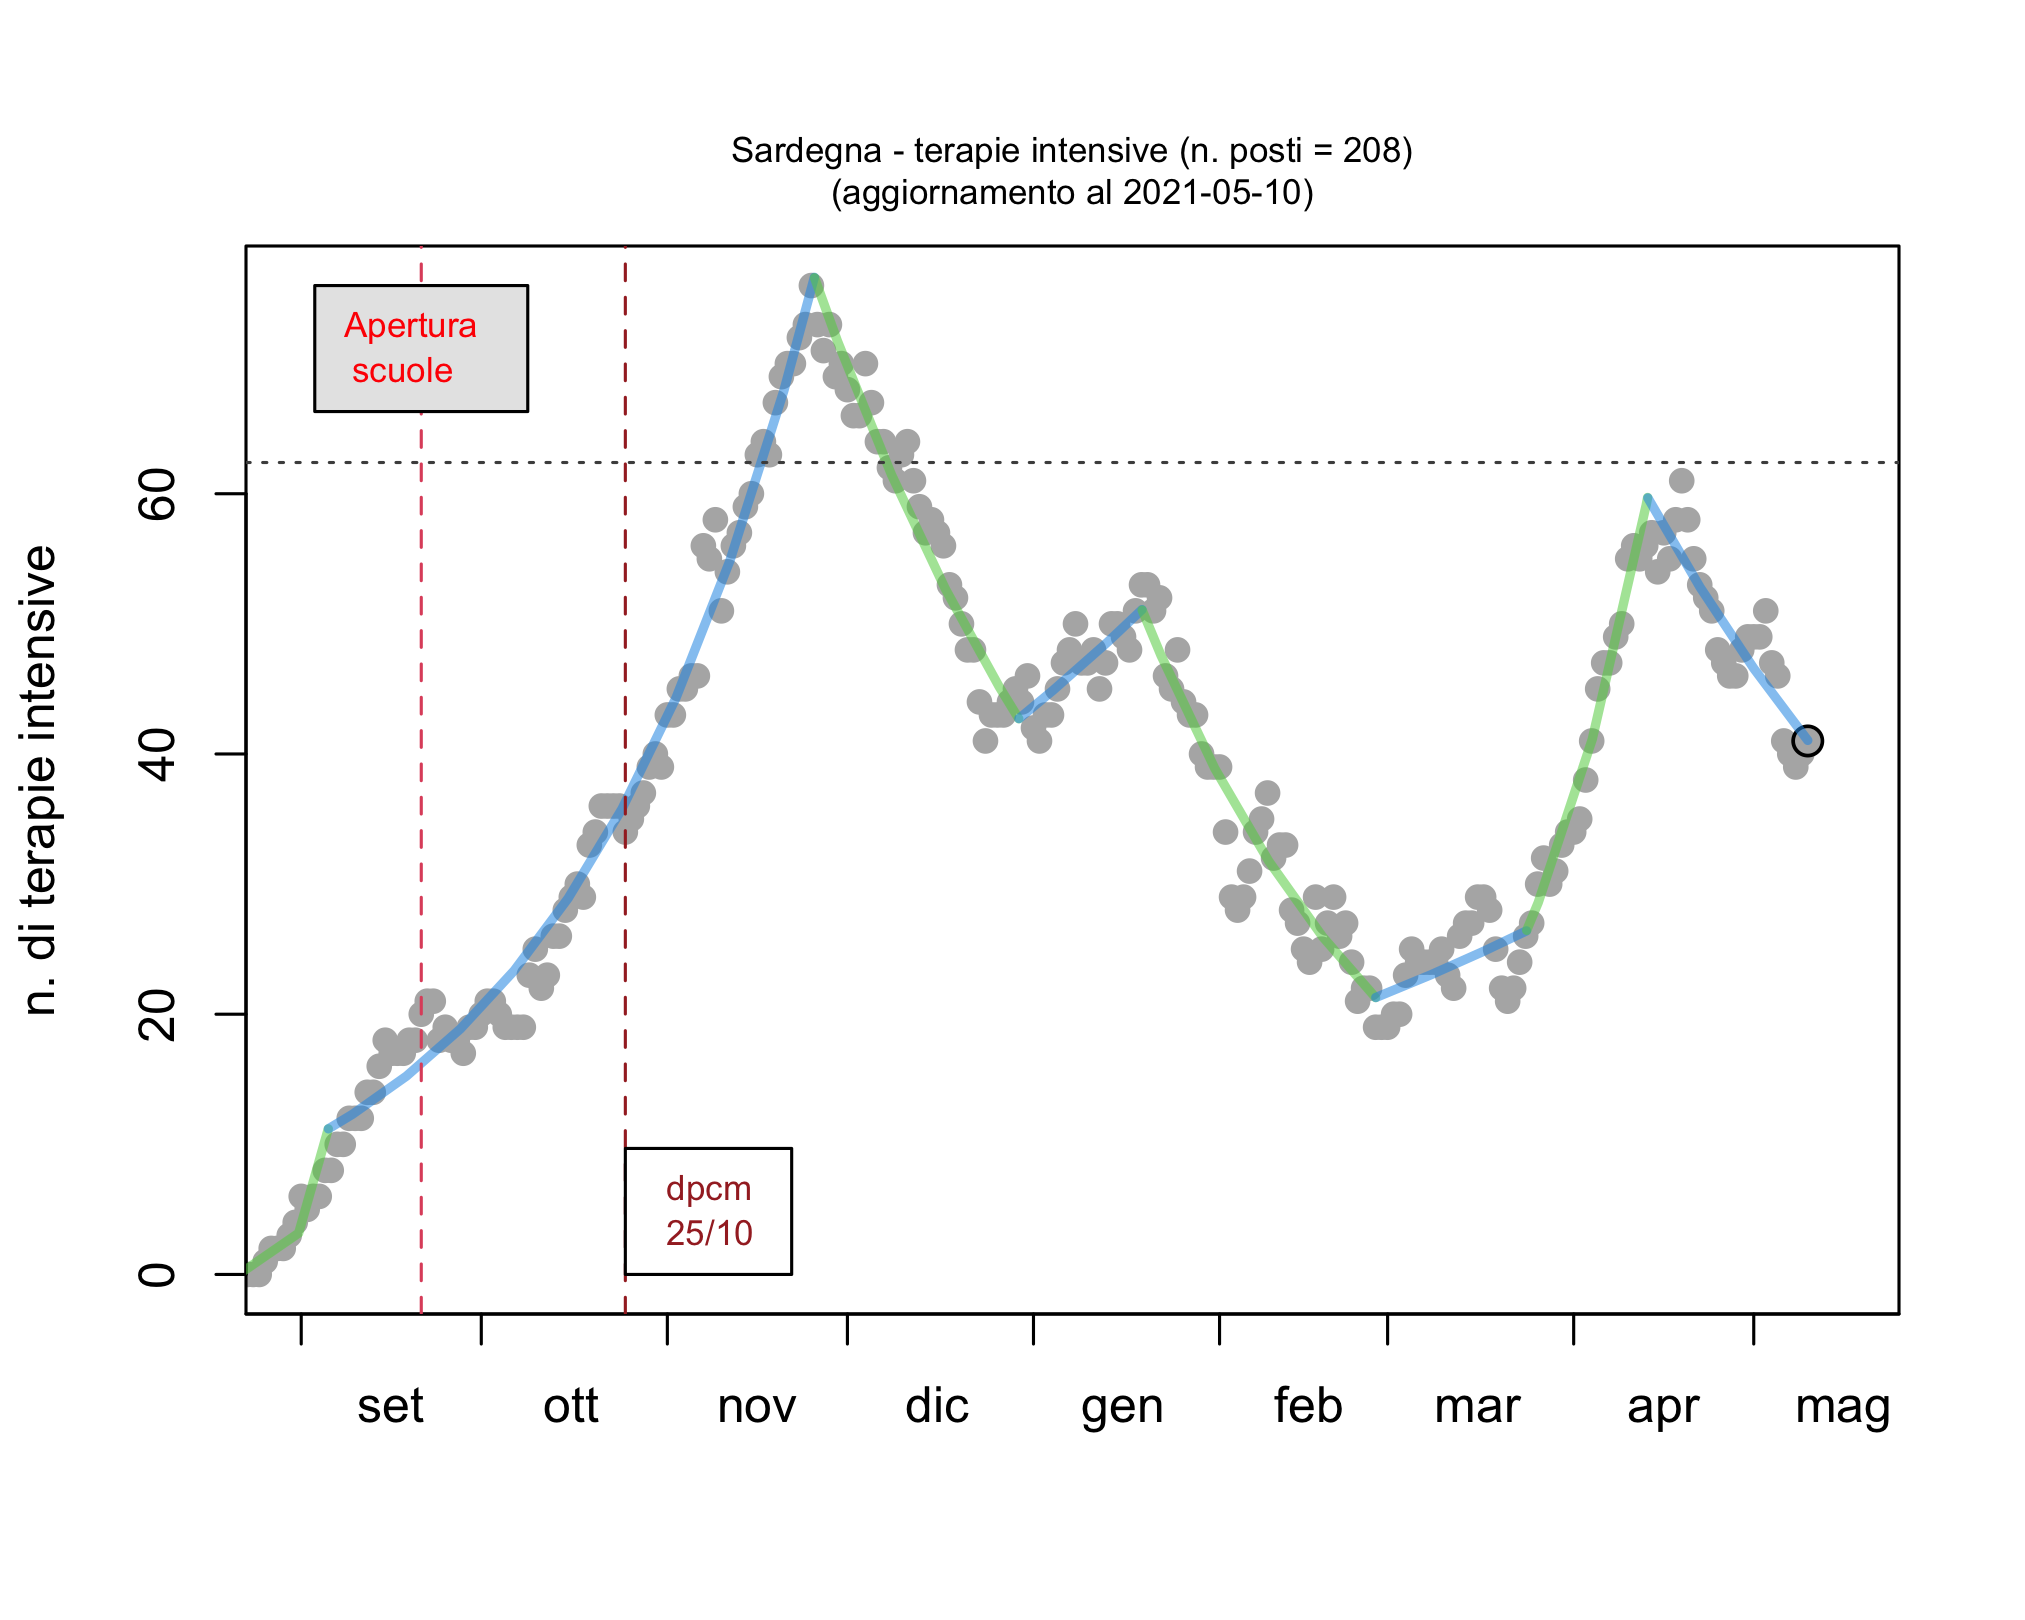 Sardegna - terapie intensive (n. posti = 208)
(aggiornamento al 2021-05-10)
Apertura
scuole
dpcm
25/10
n. di terapie intensive
60
40
20
0
set ott nov dic gen feb mar apr mag